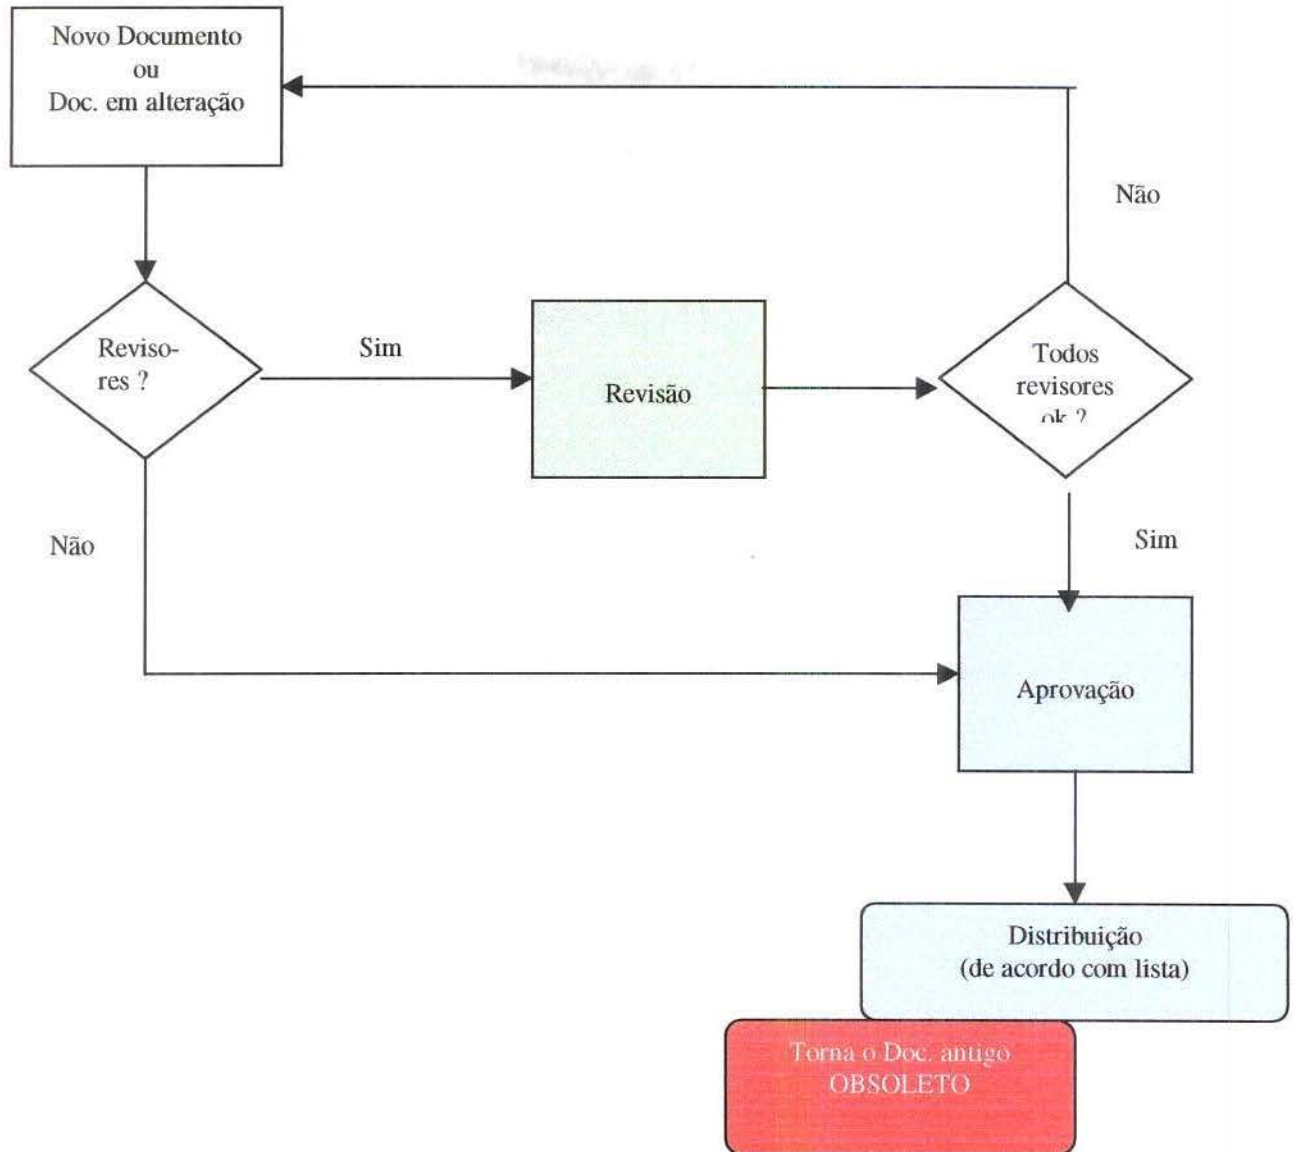 Novo Documento
ou
Doc. em alteração
Não
Reviso-
res ?
Sim
Revisão
Todos
revisores
ok ?
Não
Sim
Aprovação
Distribuição
(de acordo com lista)
Torna o Doc. antigo
OBSOLETO